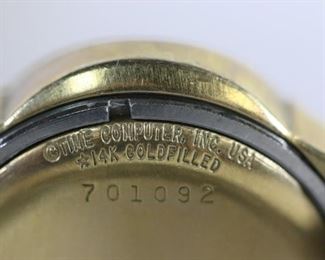 ©TIME COMPUTER, INC. USA
☆14K GOLDFILLED
701092